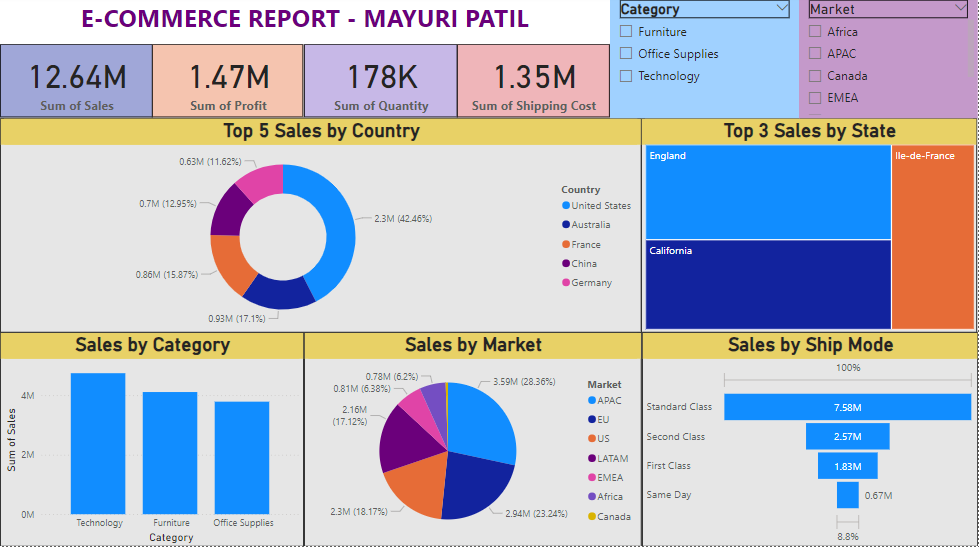 E-COMMERCE REPORT - MAYURI PATIL
Category
Furniture
Office Supplies
Technology
Market
Africa
APAC
Canada
EMEA
12.64M
Sum of Sales
1.47M
Sum of Profit
178K
Sum of Quantity
1.35M
Sum of Shipping Cost
Top 5 Sales by Country
0.63M (11.62%)
0.7M (12.95%)
0.86M (15.87%)
0.93M (17.1%)
2.3M (42.46%)
Country
United States
Australia
France
China
Germany
Top 3 Sales by State
England
Ile-de-France
California
Sales by Category
Sum of Sales
4M
2M
0M
Technology
Furniture
Office Supplies
Category
Sales by Market
0.78M (6.2%)
0.81M (6.38%)
2.16M
(17.12%)
2.3M (18.17%)
3.59M (28.36%)
2.94M (23.24%)
Market
APAC
EU
US
LATAM
EMEA
Africa
Canada
Sales by Ship Mode
100%
Standard Class
7.58M
Second Class
2.57M
First Class
1.83M
Same Day
0.67M
8.8%